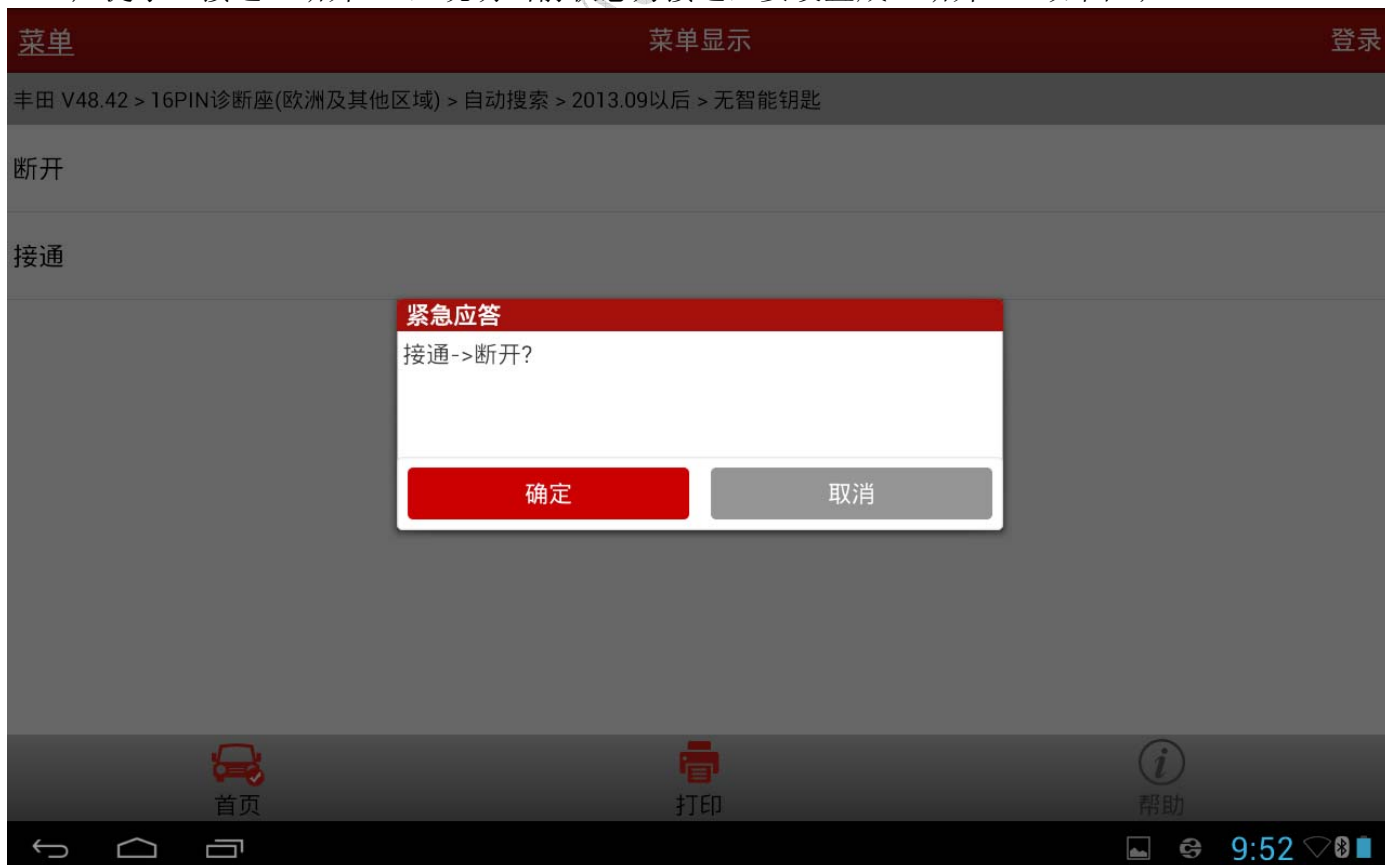 菜单
菜单显示
登录
丰田 V48.42 > 16PIN诊断座(欧洲及其他区域) > 自动搜索 > 2013.09以后 > 无智能钥匙
断开
接通
紧急应答
接通->断开?
确定
取消
首页
打印
帮助
9:52